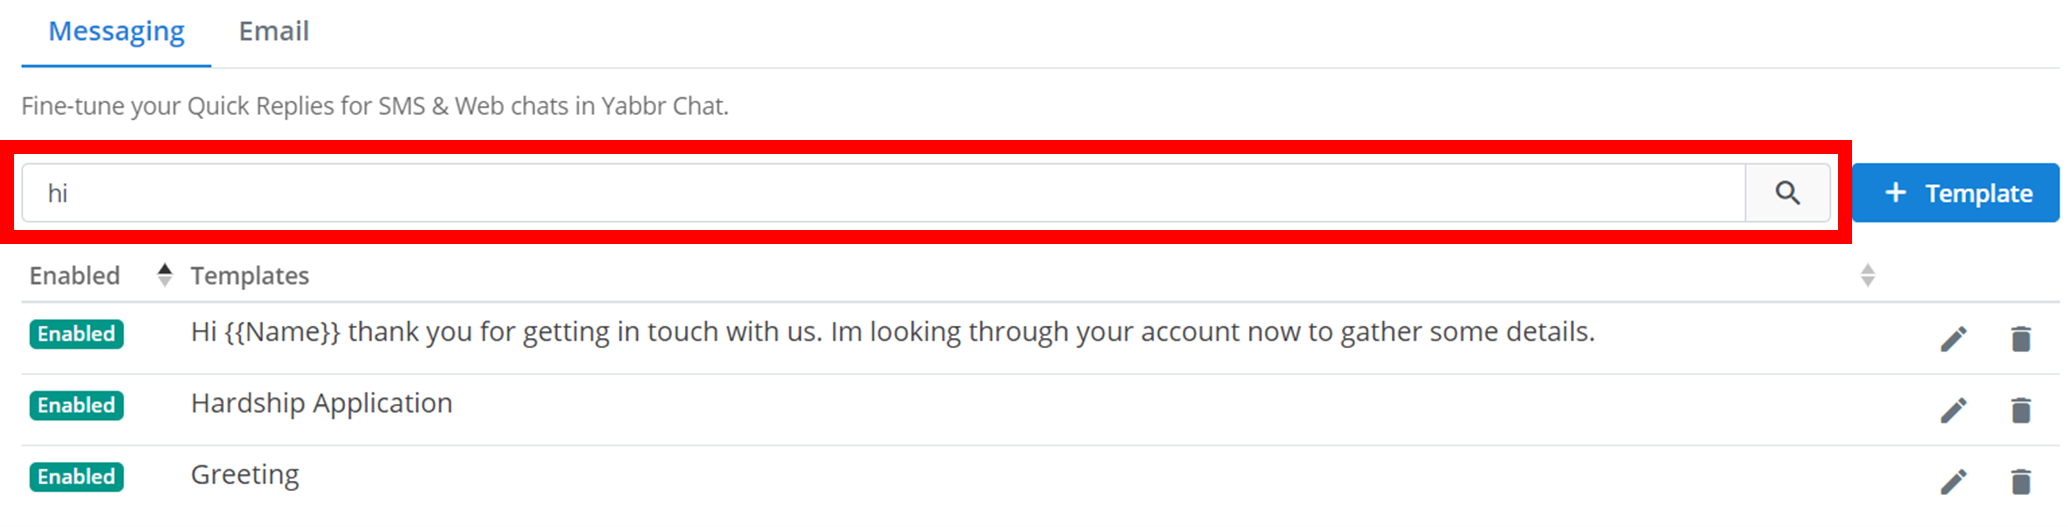 Messaging Email
Fine-tune your Quick Replies for SMS & Web chats in Yabbr Chat.
hi
+ Template
Enabled Templates
Enabled Hi {{Name}} thank you for getting in touch with us. Im looking through your account now to gather some details.
Enabled Hardship Application
Enabled Greeting